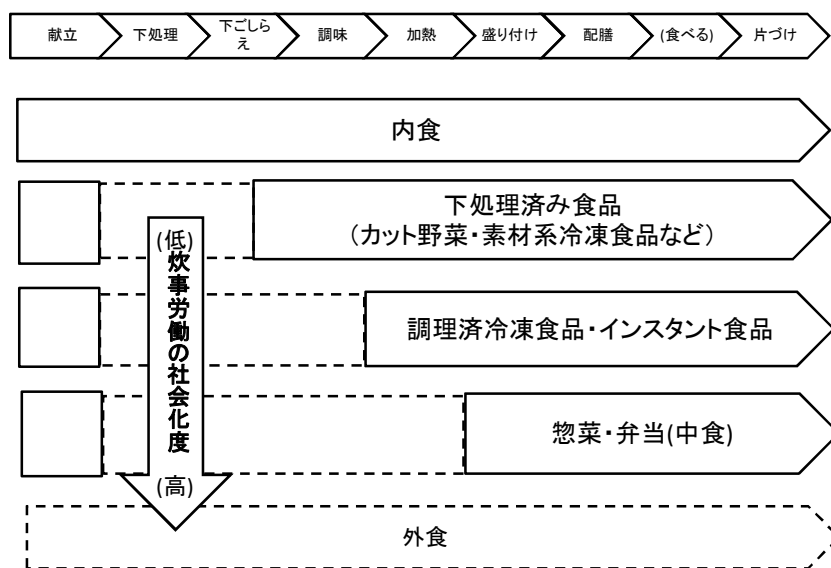 献立
下処理
下ごしら
え
調味
加熱
盛り付け
配膳
(食べる)
片づけ
内食
下処理済み食品
（カット野菜・素材系冷凍食品など）
(低)
炊事労働の社会化度
(高)
調理済冷凍食品・インスタント食品
惣菜・弁当(中食)
外食